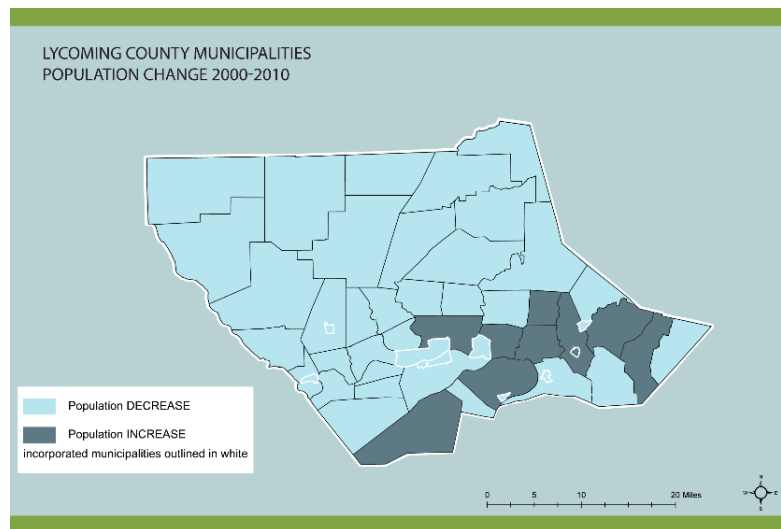 LYCOMING COUNTY MUNICIPALITIES
POPULATION CHANGE 2000-2010
Population DECREASE
Population INCREASE
incorporated municipalities outlined in white
0 5 10 20 Miles
N
W E
S